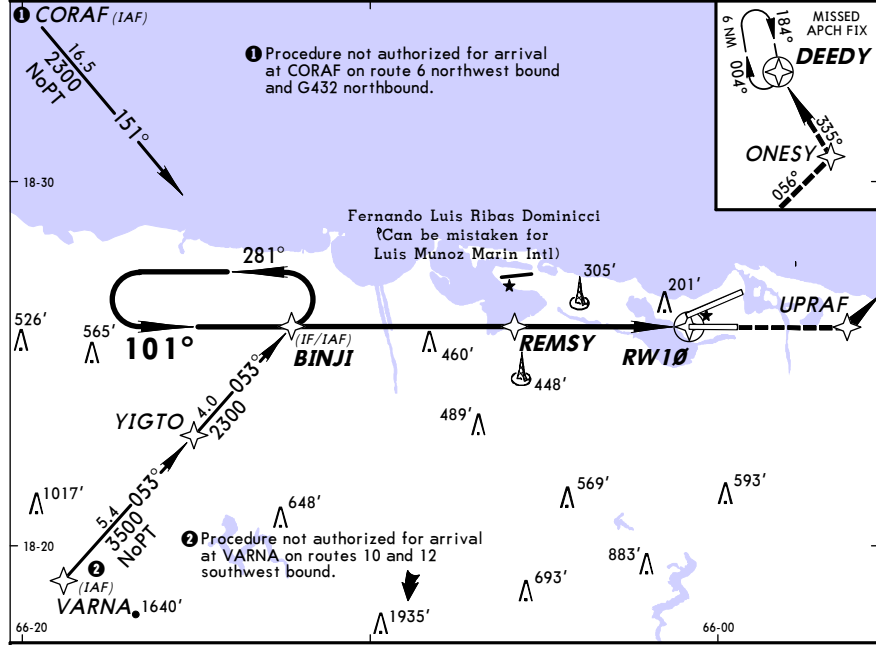 ❶ CORAF (IAF)
16.5
2300
NoPT
151°
❶ Procedure not authorized for arrival
at CORAF on route 6 northwest bound
and G432 northbound.
MISSED
APCH FIX
DEEDY
184°
6 NM
004°
335°
ONESY
056°
18-30
Fernando Luis Ribas Dominicci
(Can be mistaken for
Luis Munoz Marin Intl)
281°
305'
201'
UPRAF
526'
565'
101°
(IF/IAF)
BINJI
460'
REMSY
RW10
448'
053°
4.0
2300
YIGTO
489'
053°
5.4
3500
NoPT
1017'
648'
569'
593'
❷ Procedure not authorized for arrival
at VARNA on routes 10 and 12
southwest bound.
18-20
883'
❷
(IAF)
VARNA
1640'
693'
1935'
66-20
66-00